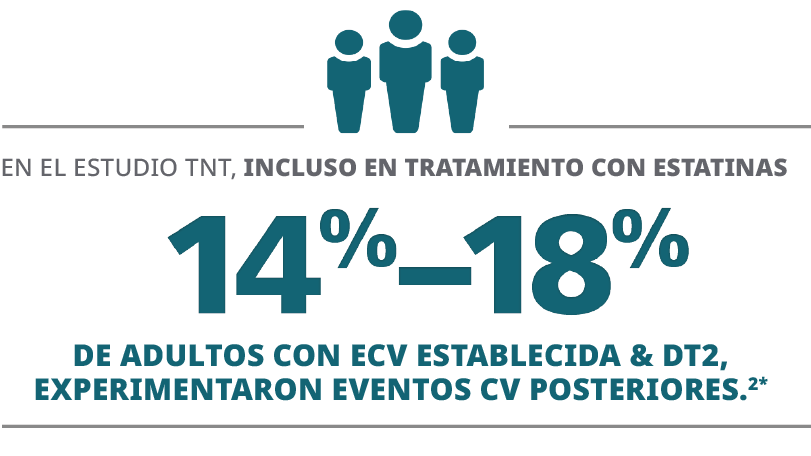 EN EL ESTUDIO TNT, INCLUSO EN TRATAMIENTO CON ESTATINAS
14%–18%
DE ADULTOS CON ECV ESTABLECIDA & DT2,
EXPERIMENTARON EVENTOS CV POSTERIORES.2*